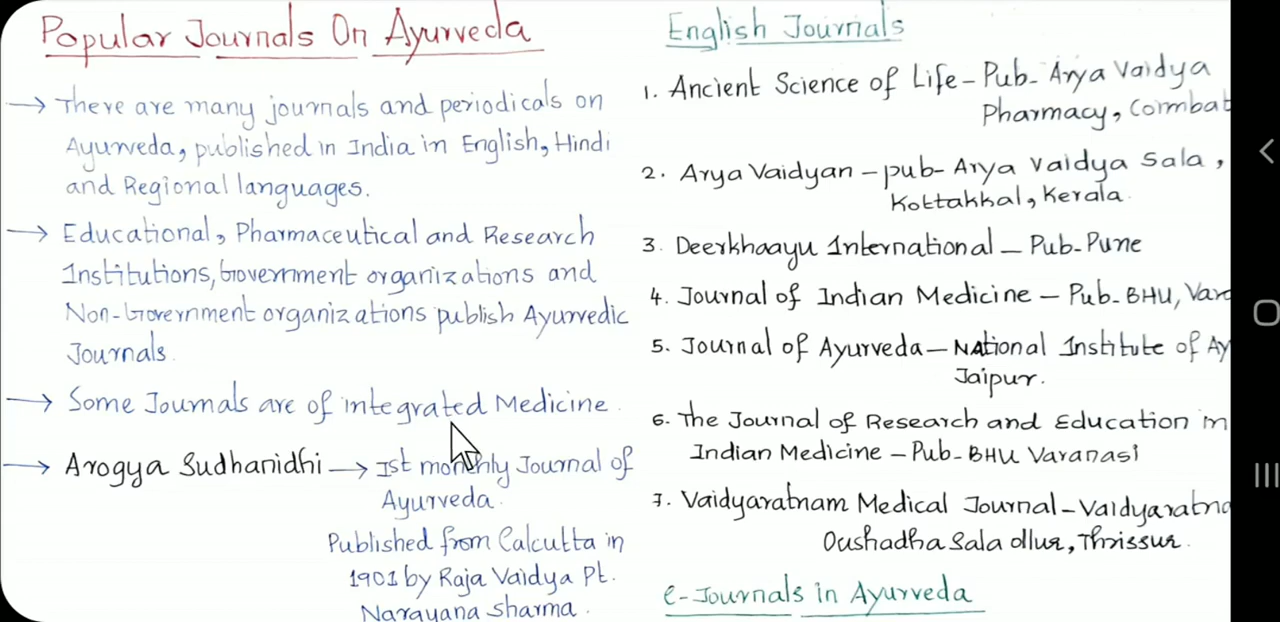 Popular Journals On Ayurveda
→ There are many journals and periodicals on
Ayurveda, published in India in English, Hindi
and Regional languages.
→ Educational, Pharmaceutical and Research
Institutions, Government organizations and
Non-Government organizations publish Ayurvedic
Journals.
→ Some Journals are of integrated Medicine.
→ Arogya Sudhanidhi → Ist monthly Journal of
Ayurveda.
Published from Calcutta in
1901 by Raja Vaidya Pt.
Narayana Sharma.
English Journals
1. Ancient Science of Life - Pub- Arya Vaidya
Pharmacy, Coimbat
2. Arya Vaidyan - pub- Arya Vaidya Sala,
Kottakkal, Kerala.
3. Deerkhaayu International - Pub-Pune
4. Journal of Indian Medicine - Pub-BHU, Vara
5. Journal of Ayurveda - National Institute of Ay
Jaipur.
6. The Journal of Research and Education in
Indian Medicine - Pub-BHU Varanasi
7. Vaidyaratnam Medical Journal - Vaidyaratna
Oushadha Sala Ollur, Thrissur.
e-Journals in Ayurveda